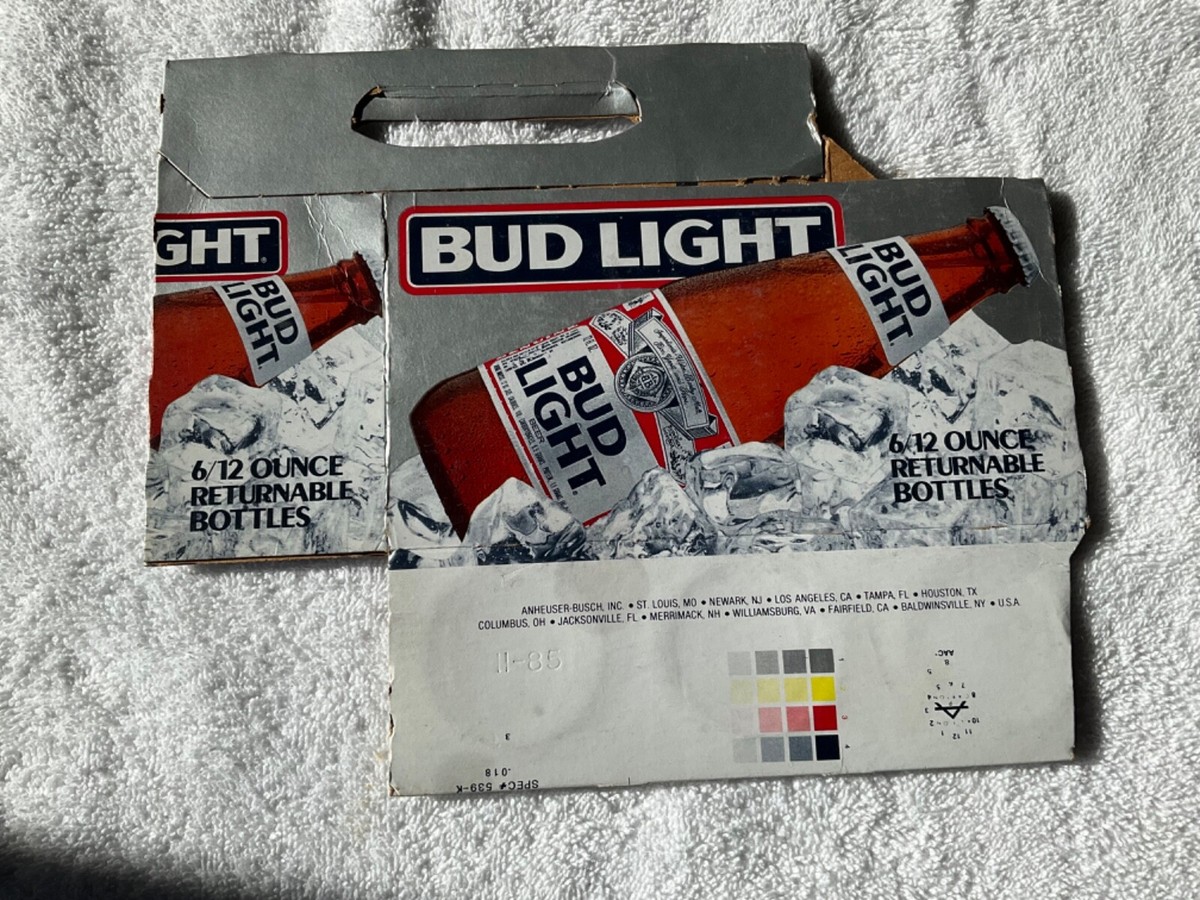 GHT
BUD
LIGHT
6/12 OUNCE
RETURNABLE
BOTTLES
BUD LIGHT
BUD
LIGHT
BUD
LIGHT
BEER
6/12 OUNCE
RETURNABLE
BOTTLES
ANHEUSER-BUSCH, INC. • ST. LOUIS, MO • NEWARK, NJ • LOS ANGELES, CA • TAMPA, FL • HOUSTON, TX
COLUMBUS, OH • JACKSONVILLE, FL • MERRIMACK, NH • WILLIAMSBURG, VA • FAIRFIELD, CA • BALDWINSVILLE, NY • U.S.A.
11-85
3
.018
SPEC# 539-K